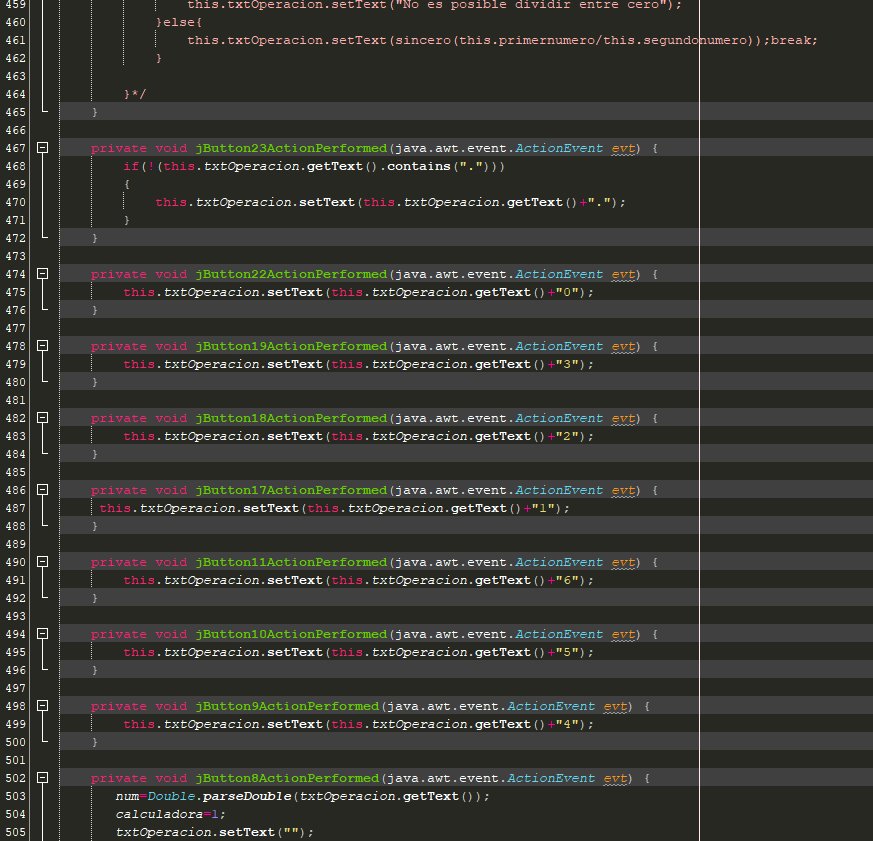 459 this.txtOperacion.setText("No es posible dividir entre cero");
460 }else{
461 this.txtOperacion.setText(sincero(this.primernumero/this.segundonumero));break;
462 }
463
464 }*/
465 }
466
467 private void jButton23ActionPerformed(java.awt.event.ActionEvent evt) {
468 if(!(this.txtOperacion.getText().contains(".")))
469 {
470 this.txtOperacion.setText(this.txtOperacion.getText()+".");
471 }
472 }
473
474 private void jButton22ActionPerformed(java.awt.event.ActionEvent evt) {
475 this.txtOperacion.setText(this.txtOperacion.getText()+"0");
476 }
477
478 private void jButton19ActionPerformed(java.awt.event.ActionEvent evt) {
479 this.txtOperacion.setText(this.txtOperacion.getText()+"3");
480 }
481
482 private void jButton18ActionPerformed(java.awt.event.ActionEvent evt) {
483 this.txtOperacion.setText(this.txtOperacion.getText()+"2");
484 }
485
486 private void jButton17ActionPerformed(java.awt.event.ActionEvent evt) {
487 this.txtOperacion.setText(this.txtOperacion.getText()+"1");
488 }
489
490 private void jButton11ActionPerformed(java.awt.event.ActionEvent evt) {
491 this.txtOperacion.setText(this.txtOperacion.getText()+"6");
492 }
493
494 private void jButton10ActionPerformed(java.awt.event.ActionEvent evt) {
495 this.txtOperacion.setText(this.txtOperacion.getText()+"5");
496 }
497
498 private void jButton9ActionPerformed(java.awt.event.ActionEvent evt) {
499 this.txtOperacion.setText(this.txtOperacion.getText()+"4");
500 }
501
502 private void jButton8ActionPerformed(java.awt.event.ActionEvent evt) {
503 num=Double.parseDouble(txtOperacion.getText());
504 calculadora=1;
505 txtOperacion.setText("");